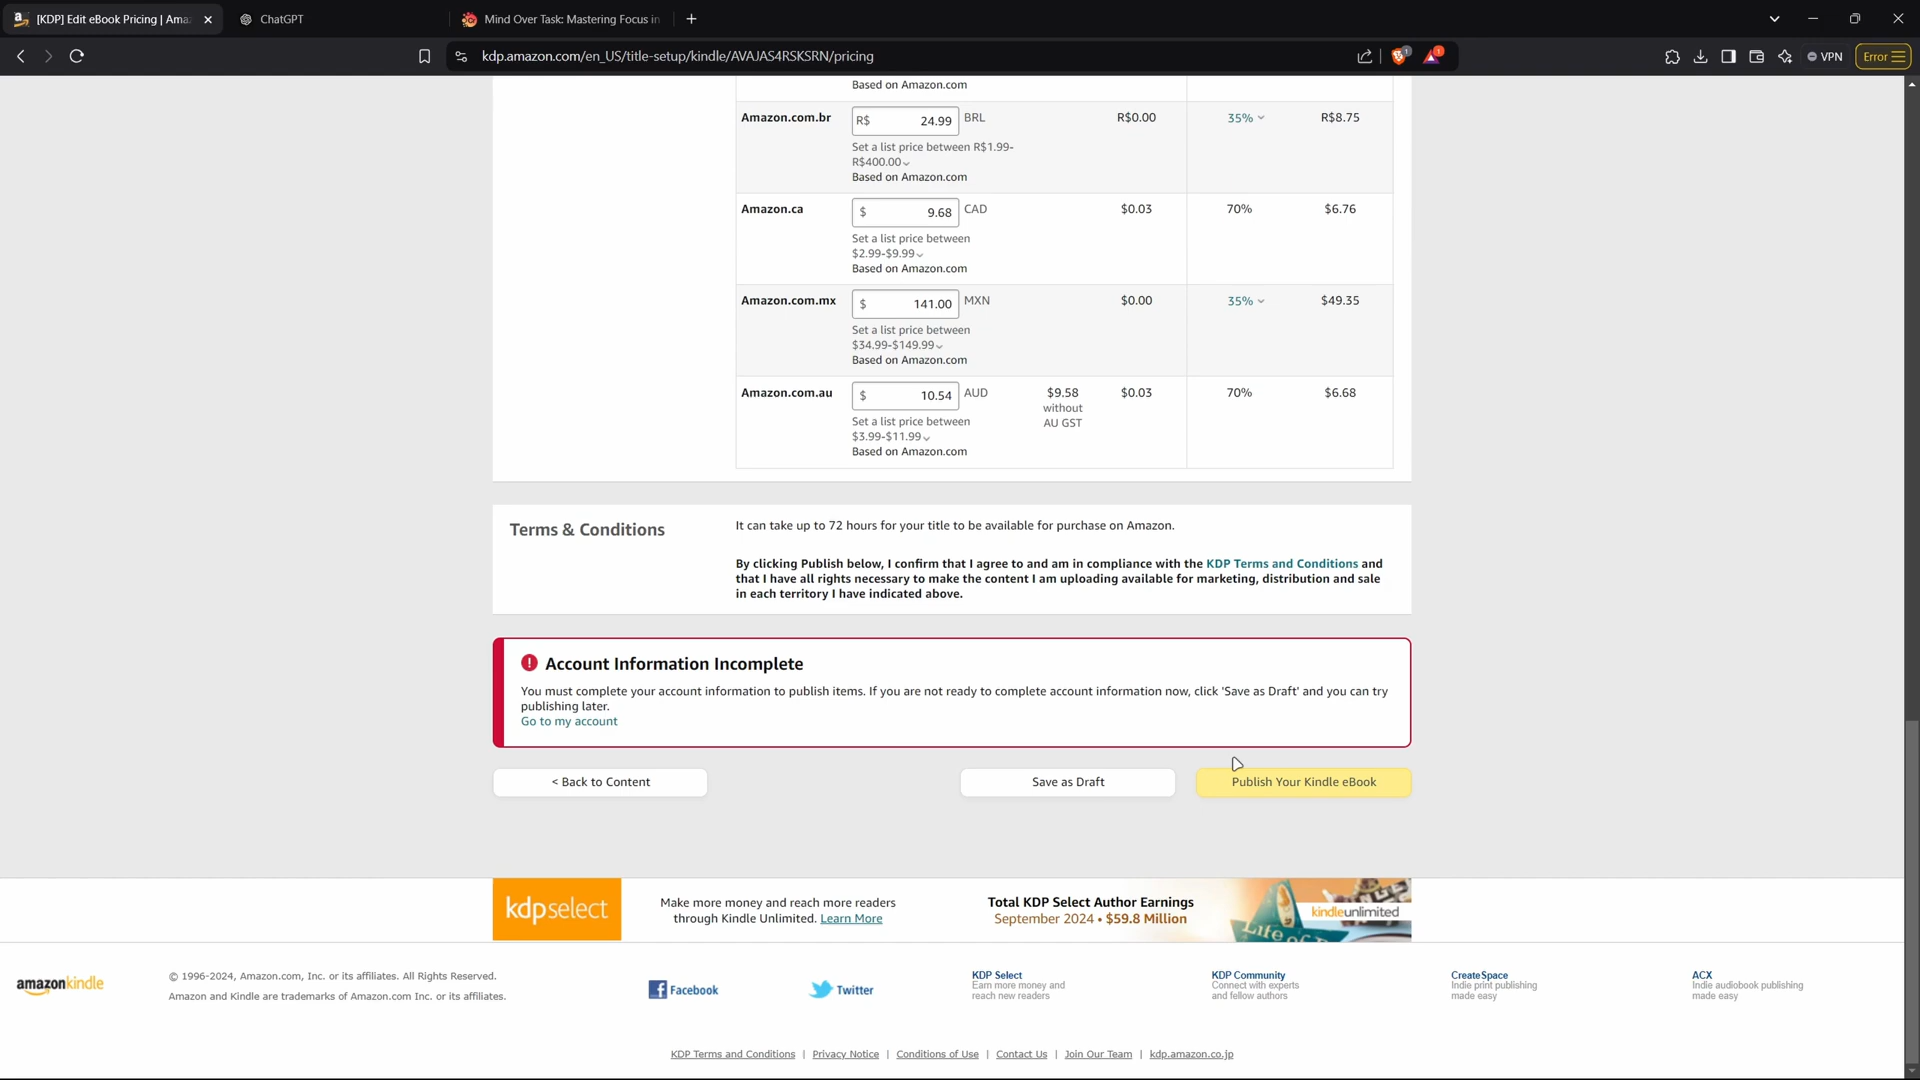 [KDP] Edit eBook Pricing | Ama
ChatGPT
Mind Over Task: Mastering Focus in
kdp.amazon.com/en_US/title-setup/kindle/AVAJAS4RSKSRN/pricing
1
1
VPN
Error
Based on Amazon.com
Amazon.com.br R$ 24.99 BRL R$0.00 35% R$8.75
Set a list price between R$1.99-
R$400.00
Based on Amazon.com
Amazon.ca $ 9.68 CAD $0.03 70% $6.76
Set a list price between
$2.99-$9.99
Based on Amazon.com
Amazon.com.mx $ 141.00 MXN $0.00 35% $49.35
Set a list price between
$34.99-$149.99
Based on Amazon.com
Amazon.com.au $ 10.54 AUD $9.58 $0.03 70% $6.68
without
AU GST
Set a list price between
$3.99-$11.99
Based on Amazon.com
Terms & Conditions
It can take up to 72 hours for your title to be available for purchase on Amazon.
By clicking Publish below, I confirm that I agree to and am in compliance with the KDP Terms and Conditions and
that I have all rights necessary to make the content I am uploading available for marketing, distribution and sale
in each territory I have indicated above.
Account Information Incomplete
You must complete your account information to publish items. If you are not ready to complete account information now, click 'Save as Draft' and you can try
publishing later.
Go to my account
< Back to Content
Save as Draft
Publish Your Kindle eBook
kdpselect
Make more money and reach more readers
through Kindle Unlimited. Learn More
Total KDP Select Author Earnings
September 2024 • $59.8 Million
kindleunlimited
Life of
amazonkindle
© 1996-2024, Amazon.com, Inc. or its affiliates. All Rights Reserved.
Amazon and Kindle are trademarks of Amazon.com Inc. or its affiliates.
Facebook
Twitter
KDP Select
Earn more money and
reach new readers
KDP Community
Connect with experts
and fellow authors
CreateSpace
Indie print publishing
made easy
ACX
Indie audiobook publishing
made easy
KDP Terms and Conditions | Privacy Notice | Conditions of Use | Contact Us | Join Our Team | kdp.amazon.co.jp